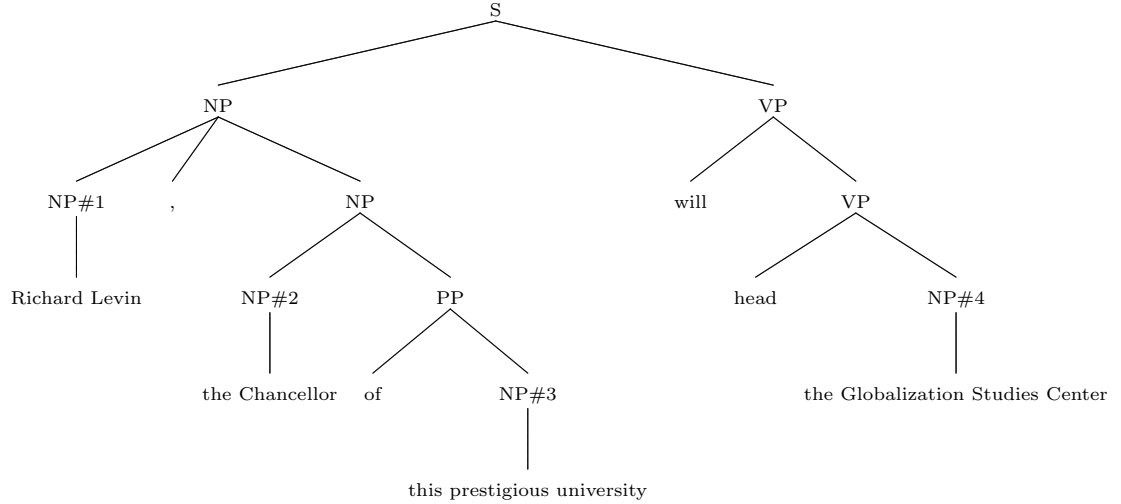 S
NP VP
NP#1 , NP will VP
Richard Levin NP#2 PP head NP#4
the Chancellor of NP#3 the Globalization Studies Center
this prestigious university